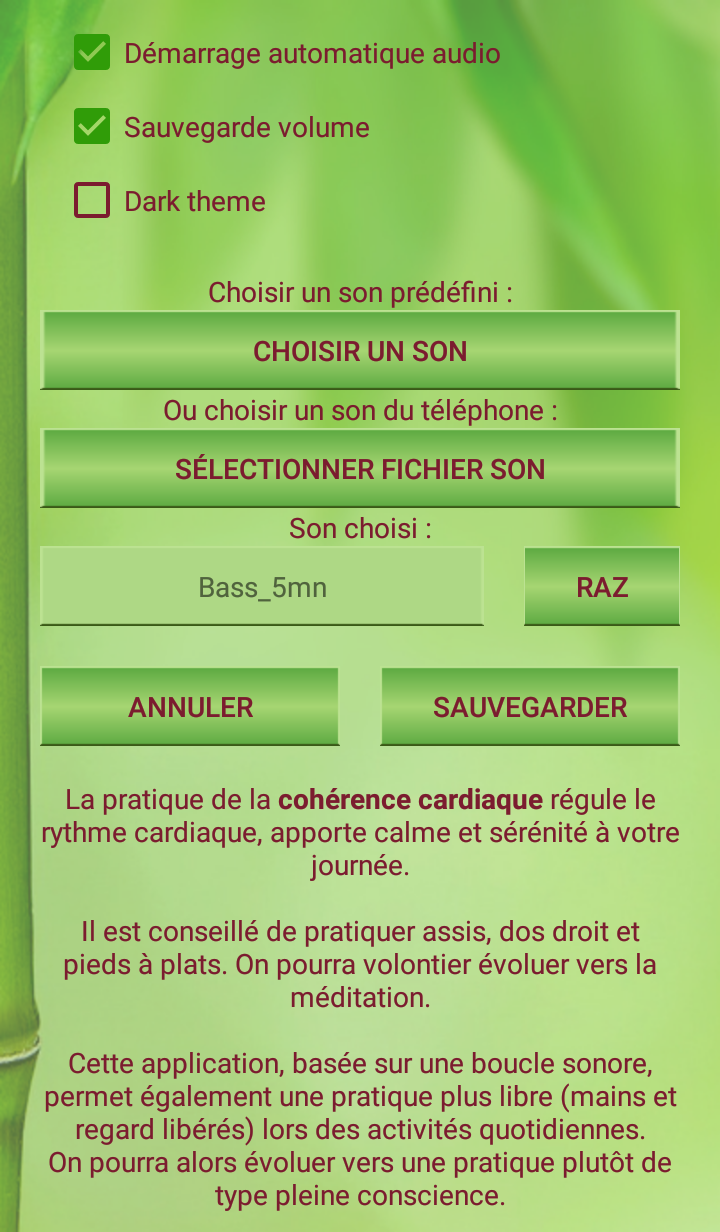 Démarrage automatique audio
Sauvegarde volume
Dark theme
Choisir un son prédéfini :
CHOISIR UN SON
Ou choisir un son du téléphone :
SÉLECTIONNER FICHIER SON
Son choisi :
Bass_5mn
RAZ
ANNULER
SAUVEGARDER
La pratique de la cohérence cardiaque régule le
rythme cardiaque, apporte calme et sérénité à votre
journée.
Il est conseillé de pratiquer assis, dos droit et
pieds à plats. On pourra volontier évoluer vers la
méditation.
Cette application, basée sur une boucle sonore,
permet également une pratique plus libre (mains et
regard libérés) lors des activités quotidiennes.
On pourra alors évoluer vers une pratique plutôt de
type pleine conscience.